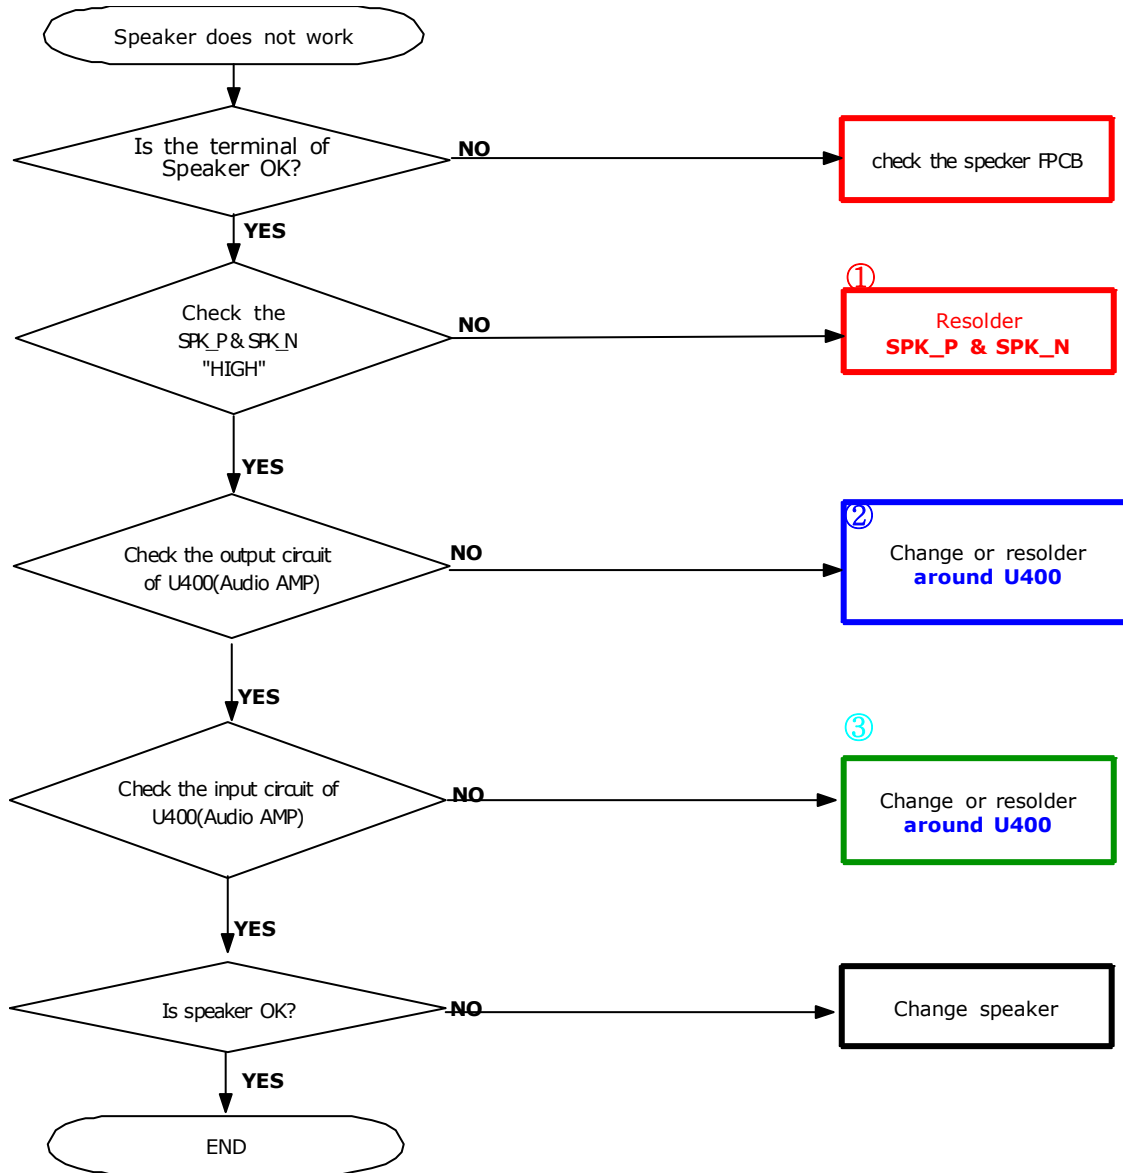 Speaker does not work
Is the terminal of
Speaker OK?
NO
check the specker FPCB
YES
Check the
SPK_P & SPK_N
"HIGH"
NO
①
Resolder
SPK_P & SPK_N
YES
Check the output circuit
of U400(Audio AMP)
NO
②
Change or resolder
around U400
YES
Check the input circuit of
U400(Audio AMP)
NO
③
Change or resolder
around U400
YES
Is speaker OK?
NO
Change speaker
YES
END